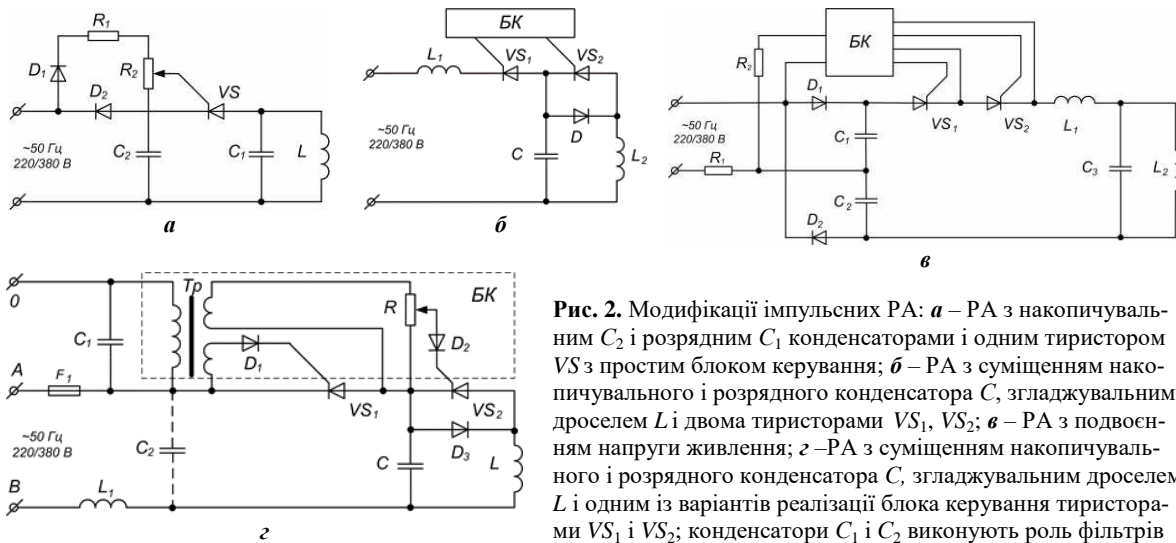 R₁
D₁
R₂
D₂
VS
~50 Гц
220/380 В
C₂
C₁
L
а
БК
L₁
VS₁
VS₂
D
C
L₂
~50 Гц
220/380 В
б
БК
R₂
D₁
VS₁
VS₂
L₁
C₁
~50 Гц
220/380 В
R₁
C₂
C₃
L₂
D₂
в
0
Тр
БК
R
C₁
D₁
D₂
A
F₁
VS₁
VS₂
~50 Гц
220/380 В
C₂
D₃
C
L
B
L₁
г
Рис. 2. Модифікації імпульсних РА: а – РА з накопичуваль-
ним C₂ і розрядним C₁ конденсаторами і одним тиристором
VS з простим блоком керування; б – РА з суміщенням нако-
пичувального і розрядного конденсатора C, згладжувальним
дроселем L і двома тиристорами VS₁, VS₂; в – РА з подвоєн-
ням напруги живлення; г –РА з суміщенням накопичуваль-
ного і розрядного конденсатора C, згладжувальним дроселем
L і одним із варіантів реалізації блока керування тиристора-
ми VS₁ і VS₂; конденсатори C₁ і C₂ виконують роль фільтрів